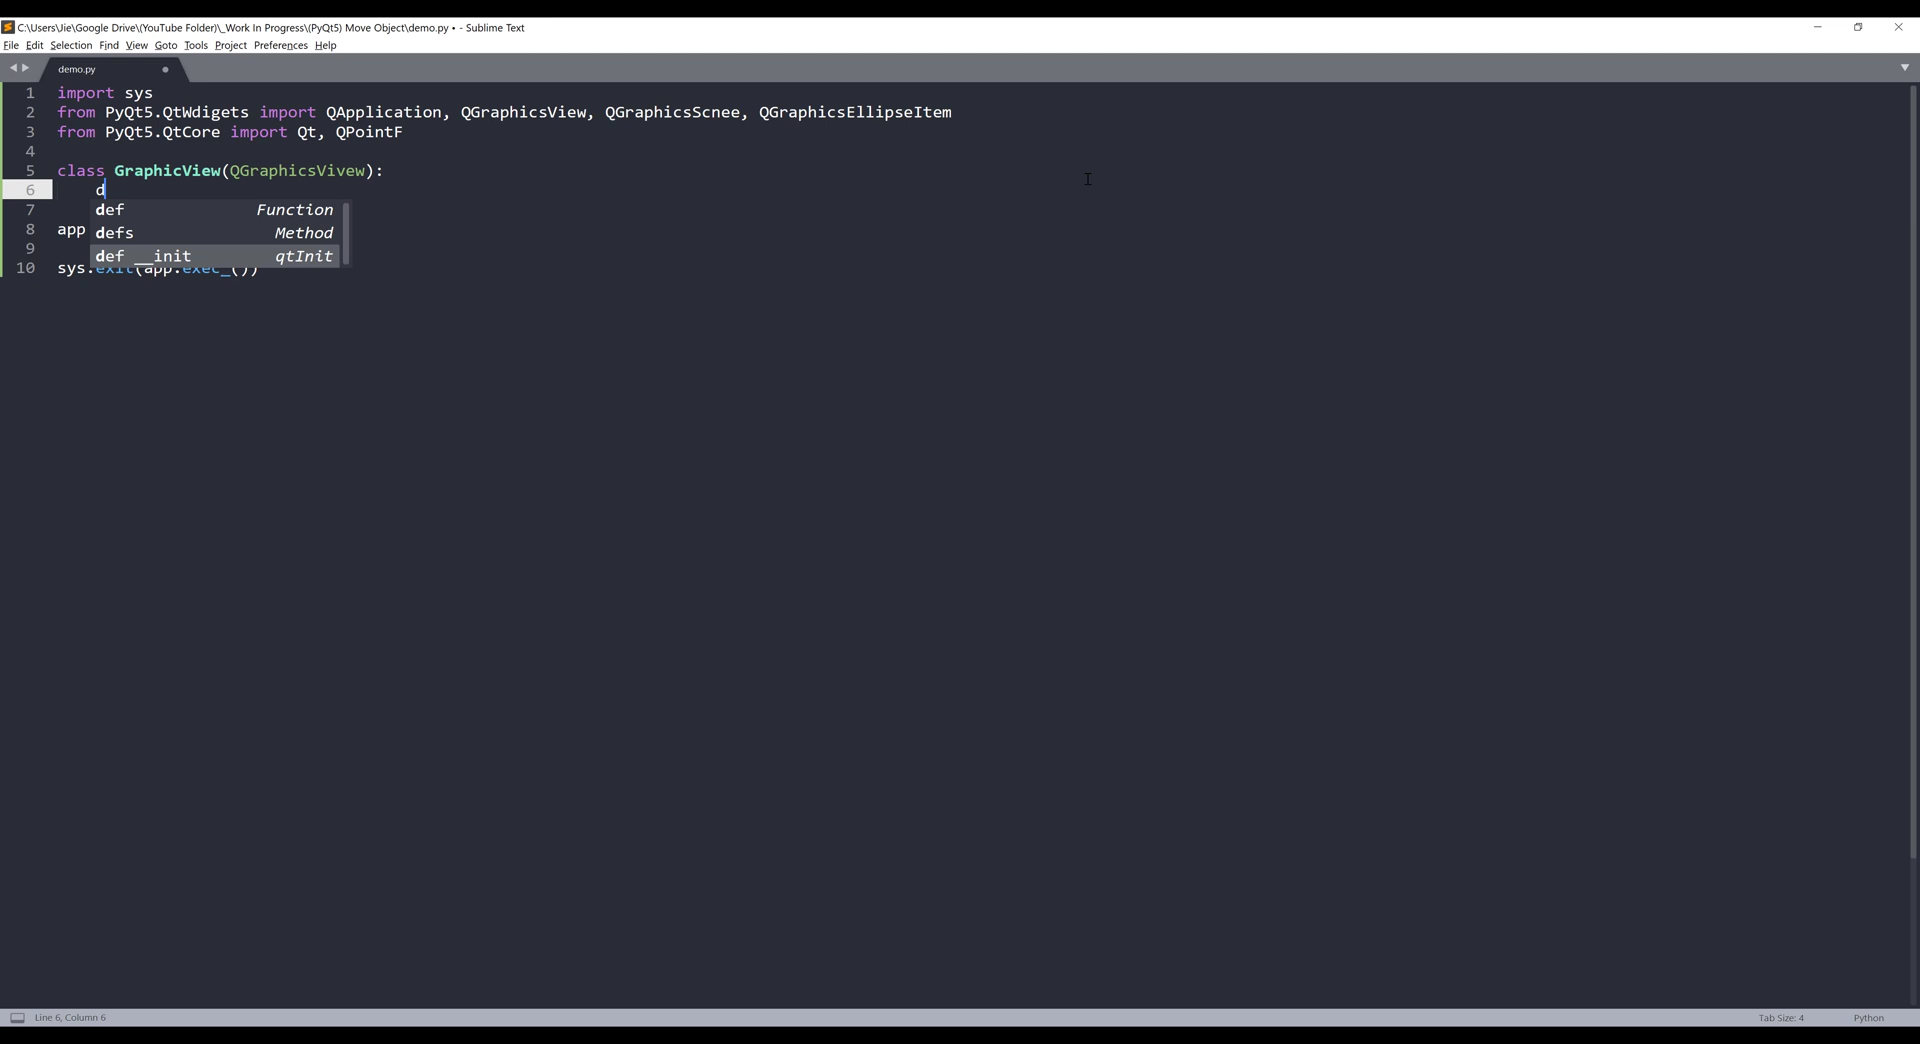 C:\Users\Jie\Google Drive\(YouTube Folder)\_Work In Progress\(PyQt5) Move Object\demo.py • - Sublime Text
File Edit Selection Find View Goto Tools Project Preferences Help
demo.py
1 import sys
2 from PyQt5.QtWdigets import QApplication, QGraphicsView, QGraphicsScnee, QGraphicsEllipseItem
3 from PyQt5.QtCore import Qt, QPointF
4
5 class GraphicView(QGraphicsVivew):
6 d
7 def Function
8 app defs Method
9 def __init qtInit
10 sys.exit(app.exec_())
Line 6, Column 6 Tab Size: 4 Python